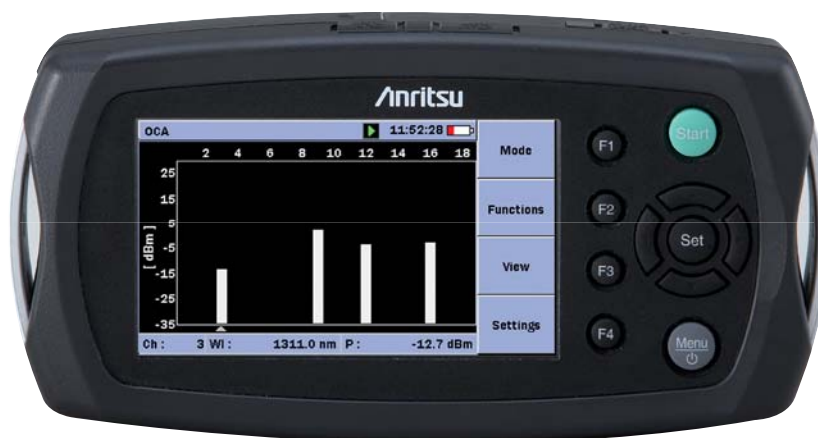 Anritsu
OCA 11:52:28
2 4 6 8 10 12 14 16 18
25
15
5
-5
-15
-25
-35
[ dBm ]
Ch : 3 Wl : 1311.0 nm P : -12.7 dBm
Mode
Functions
View
Settings
F1
F2
F3
F4
Start
Set
Menu